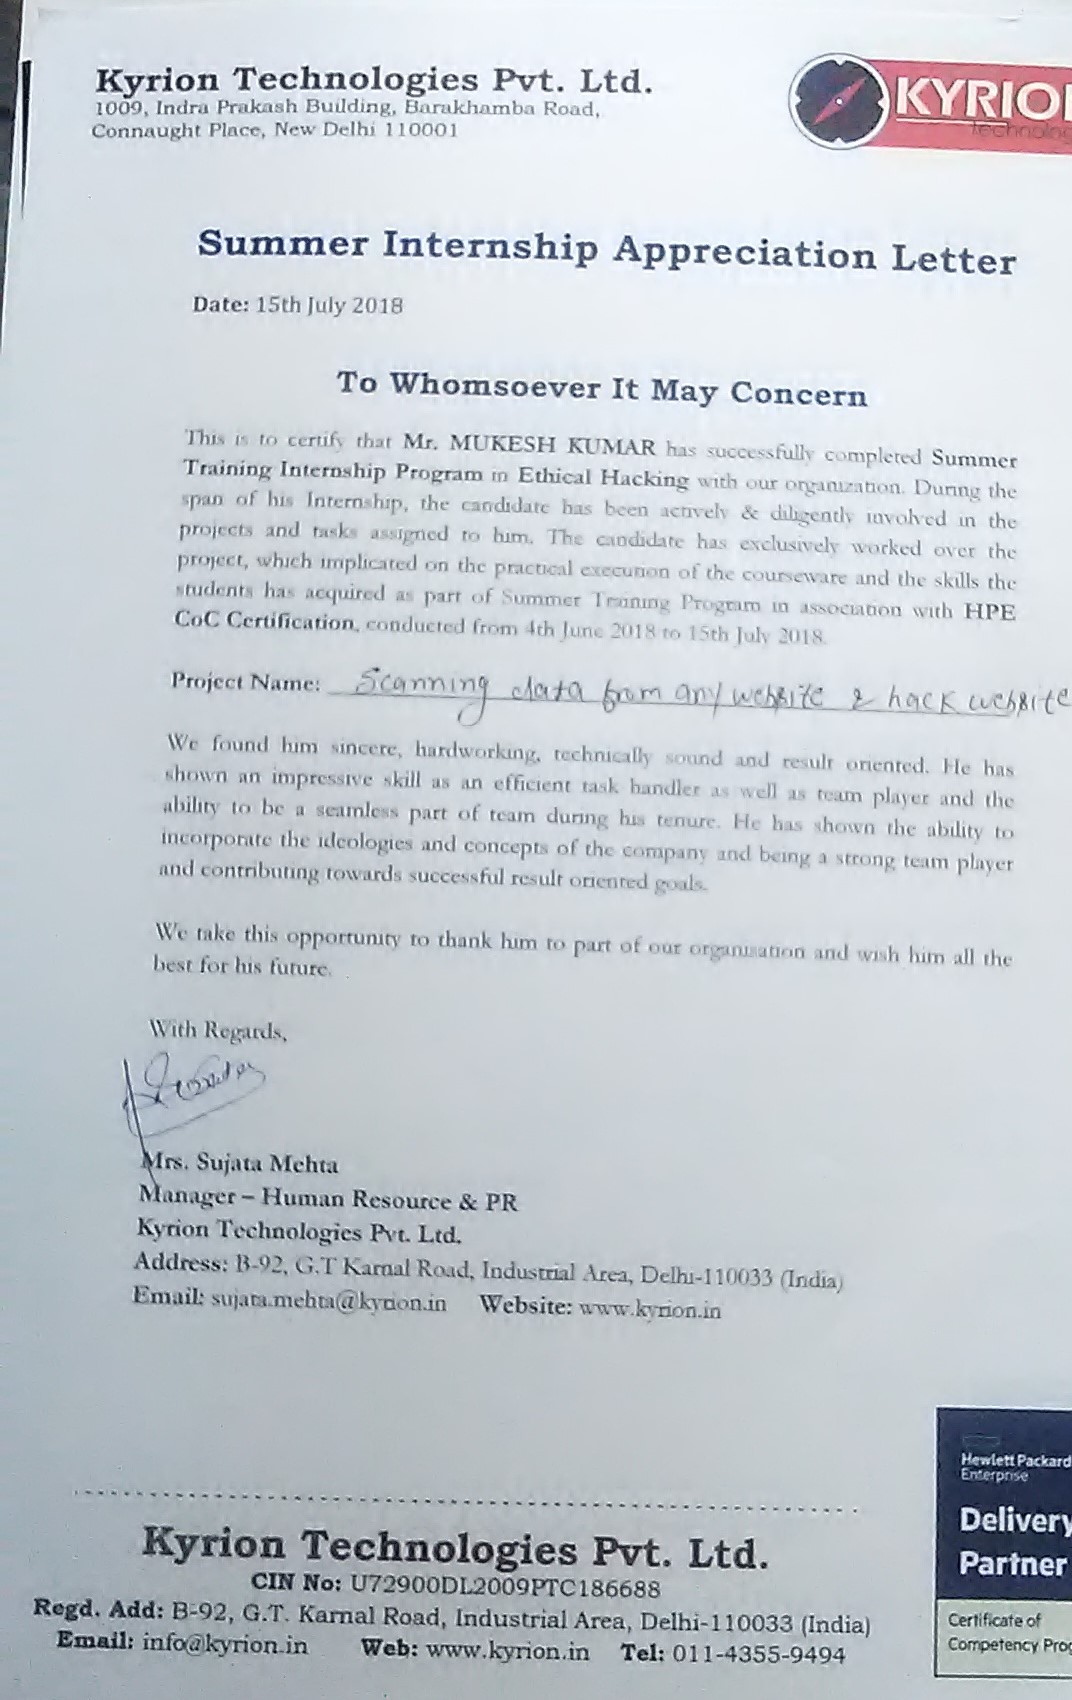 Kyrion Technologies Pvt. Ltd.
1009, Indra Prakash Building, Barakhamba Road,
Connaught Place, New Delhi 110001
KYRION
technolog
Summer Internship Appreciation Letter
Date: 15th July 2018
To Whomsoever It May Concern
This is to certify that Mr. MUKESH KUMAR has successfully completed Summer
Training Internship Program in Ethical Hacking with our organization. During the
span of his Internship, the candidate has been actively & diligently involved in the
projects and tasks assigned to him. The candidate has exclusively worked over the
project, which implicated on the practical execution of the courseware and the skills the
students has acquired as part of Summer Training Program in association with HPE
CoC Certification, conducted from 4th June 2018 to 15th July 2018.
Project Name: Scanning data from any website & hack website
We found him sincere, hardworking, technically sound and result oriented. He has
shown an impressive skill as an efficient task handler as well as team player and the
ability to be a seamless part of team during his tenure. He has shown the ability to
incorporate the ideologies and concepts of the company and being a strong team player
and contributing towards successful result oriented goals.
We take this opportunity to thank him to part of our organisation and wish him all the
best for his future.
With Regards,
Mrs. Sujata Mehta
Manager – Human Resource & PR
Kyrion Technologies Pvt. Ltd.
Address: B-92, G.T Karnal Road, Industrial Area, Delhi-110033 (India)
Email: sujata.mehta@kyrion.in Website: www.kyrion.in
Hewlett Packard
Enterprise
Delivery
Partner
Certificate of
Competency Prog
Kyrion Technologies Pvt. Ltd.
CIN No: U72900DL2009PTC186688
Regd. Add: B-92, G.T. Karnal Road, Industrial Area, Delhi-110033 (India)
Email: info@kyrion.in Web: www.kyrion.in Tel: 011-4355-9494